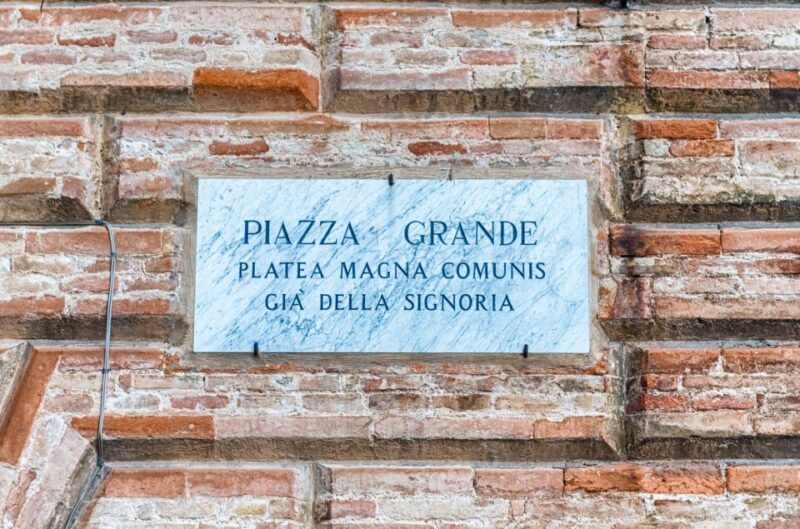 PIAZZA GRANDE
PLATEA MAGNA COMUNIS
GIÀ DELLA SIGNORIA